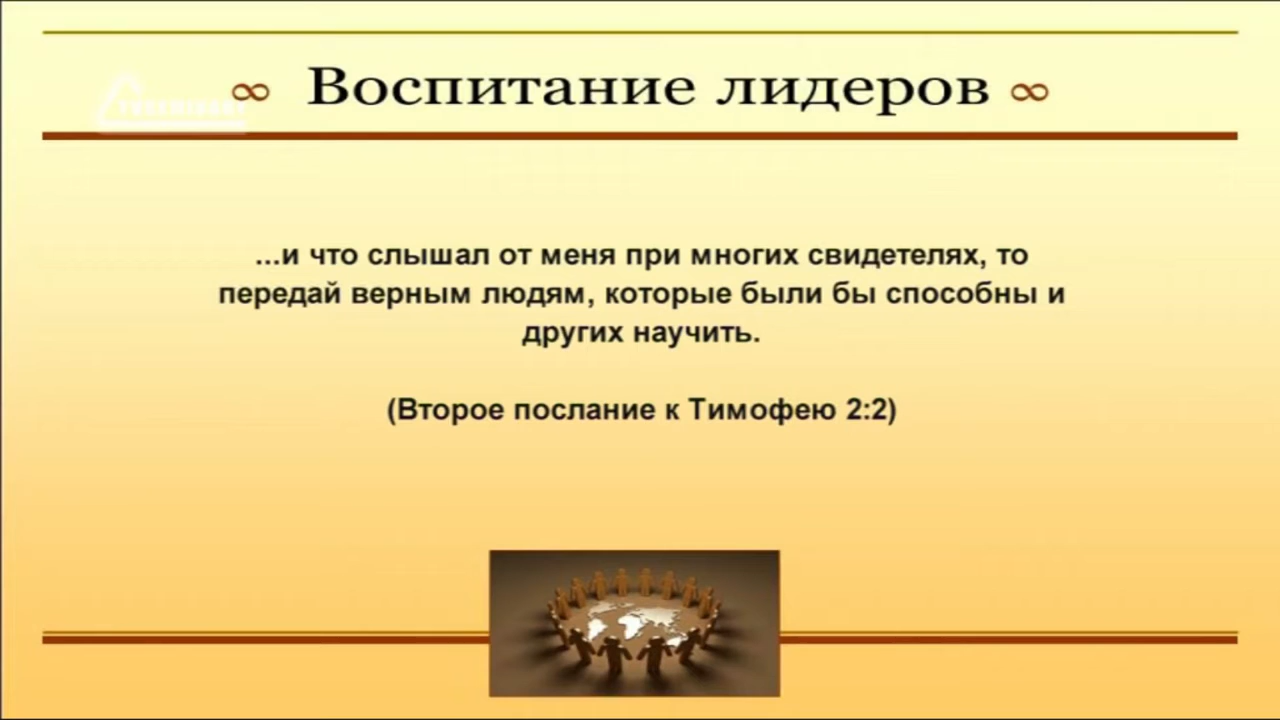 ∞ Воспитание лидеров ∞
...и что слышал от меня при многих свидетелях, то
передай верным людям, которые были бы способны и
других научить.
(Второе послание к Тимофею 2:2)